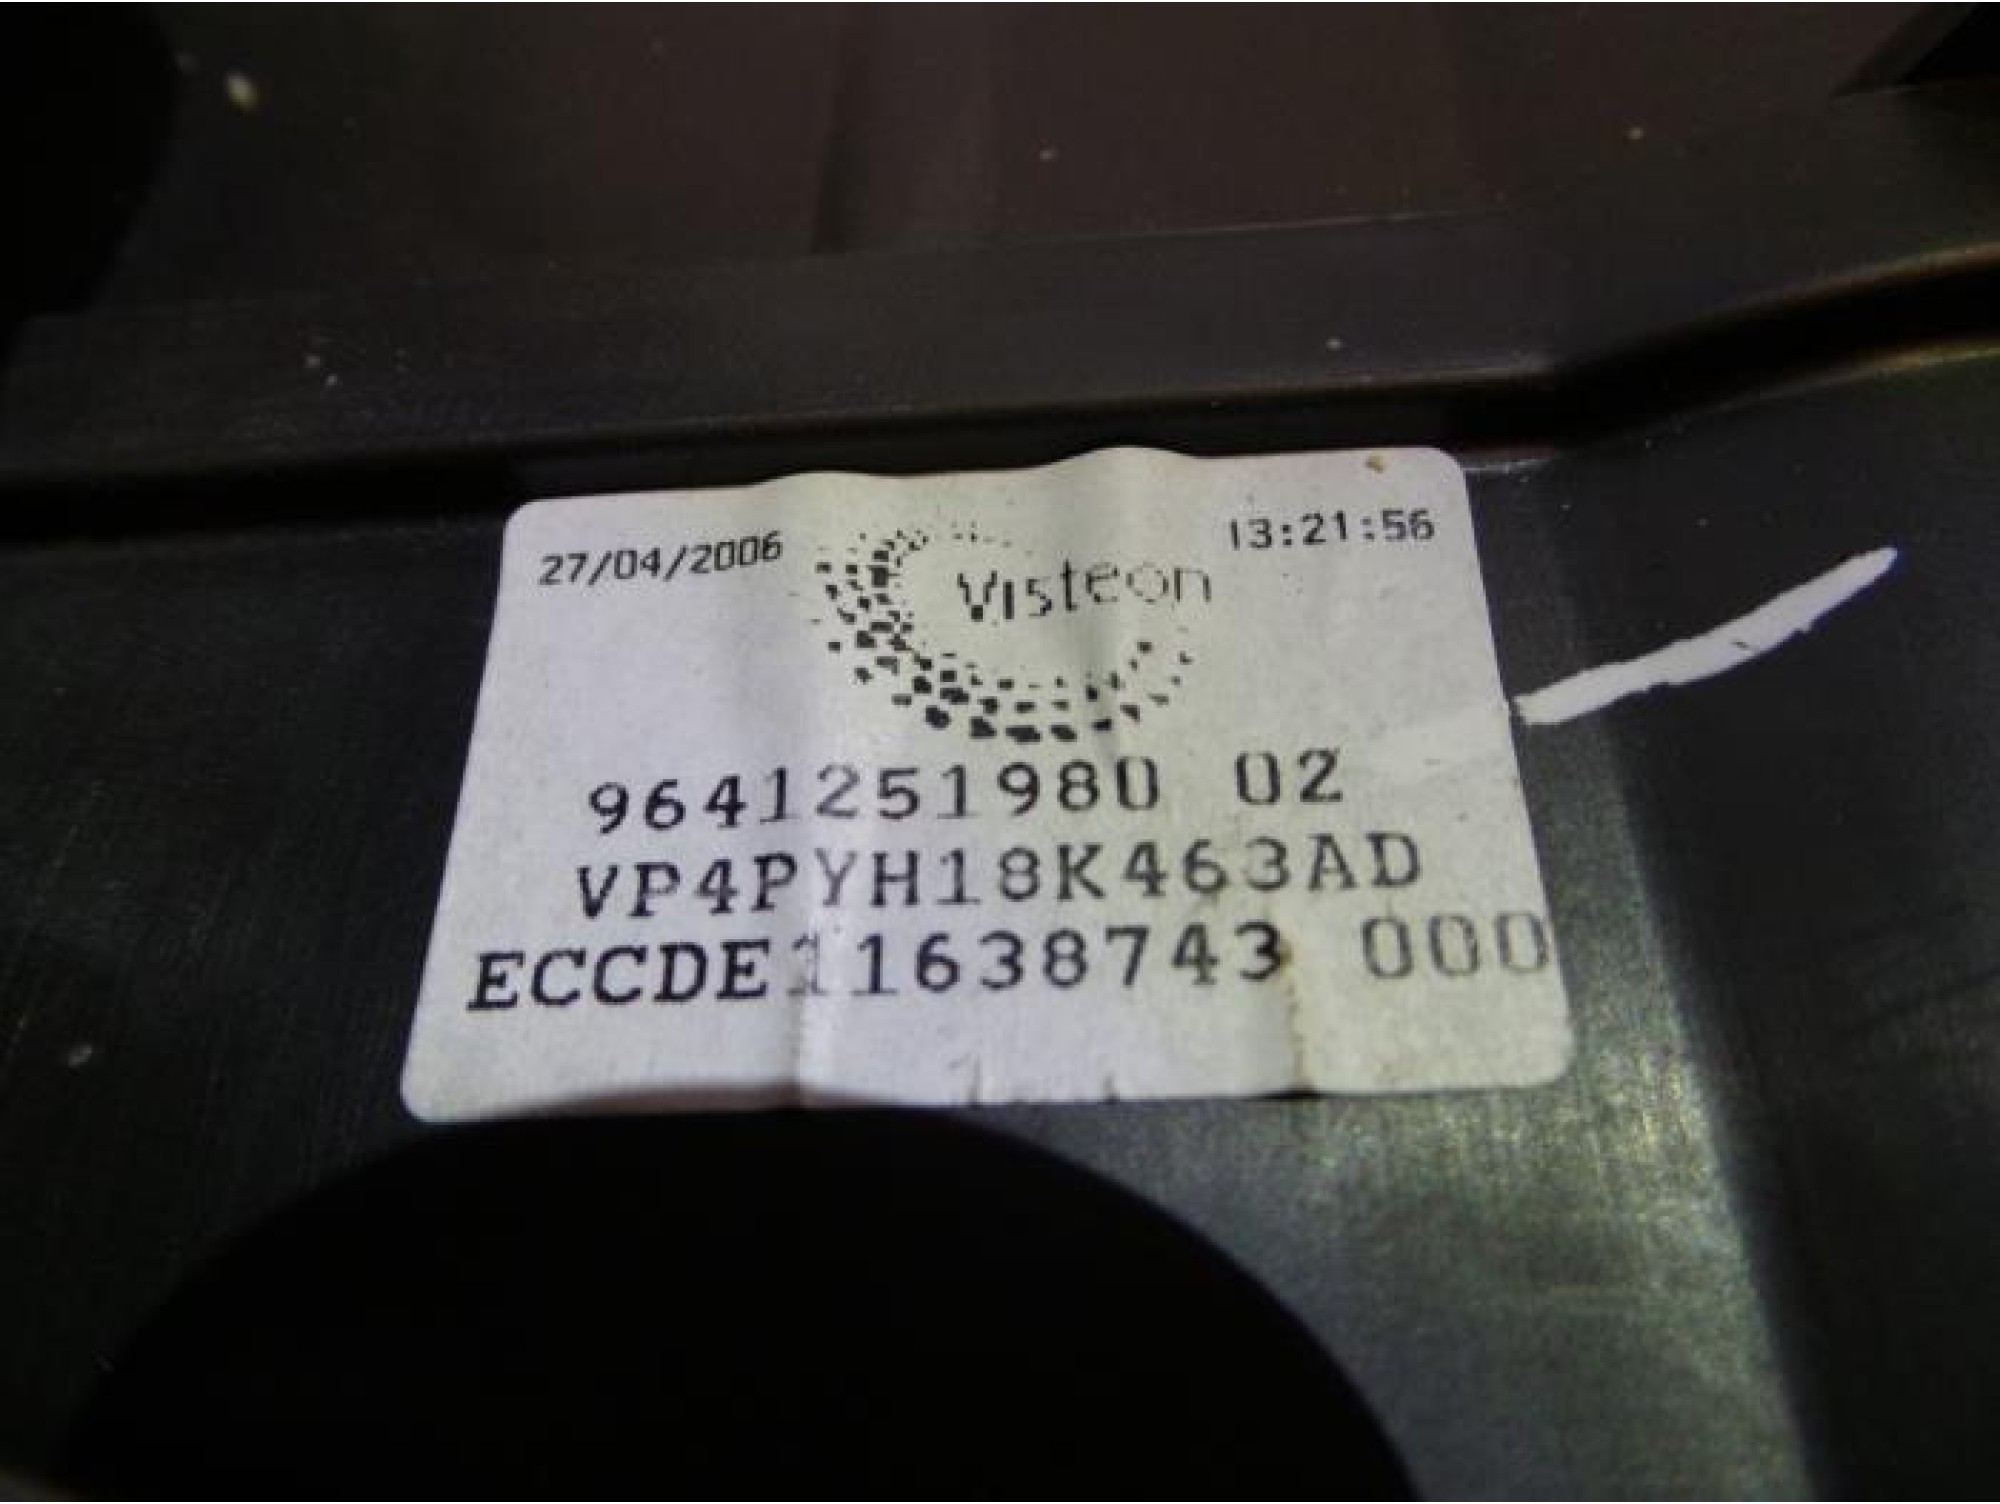 27/04/2006 Visteon 13:21:56
9641251980 02
VP4PYH18K463AD
ECCDE11638743 000